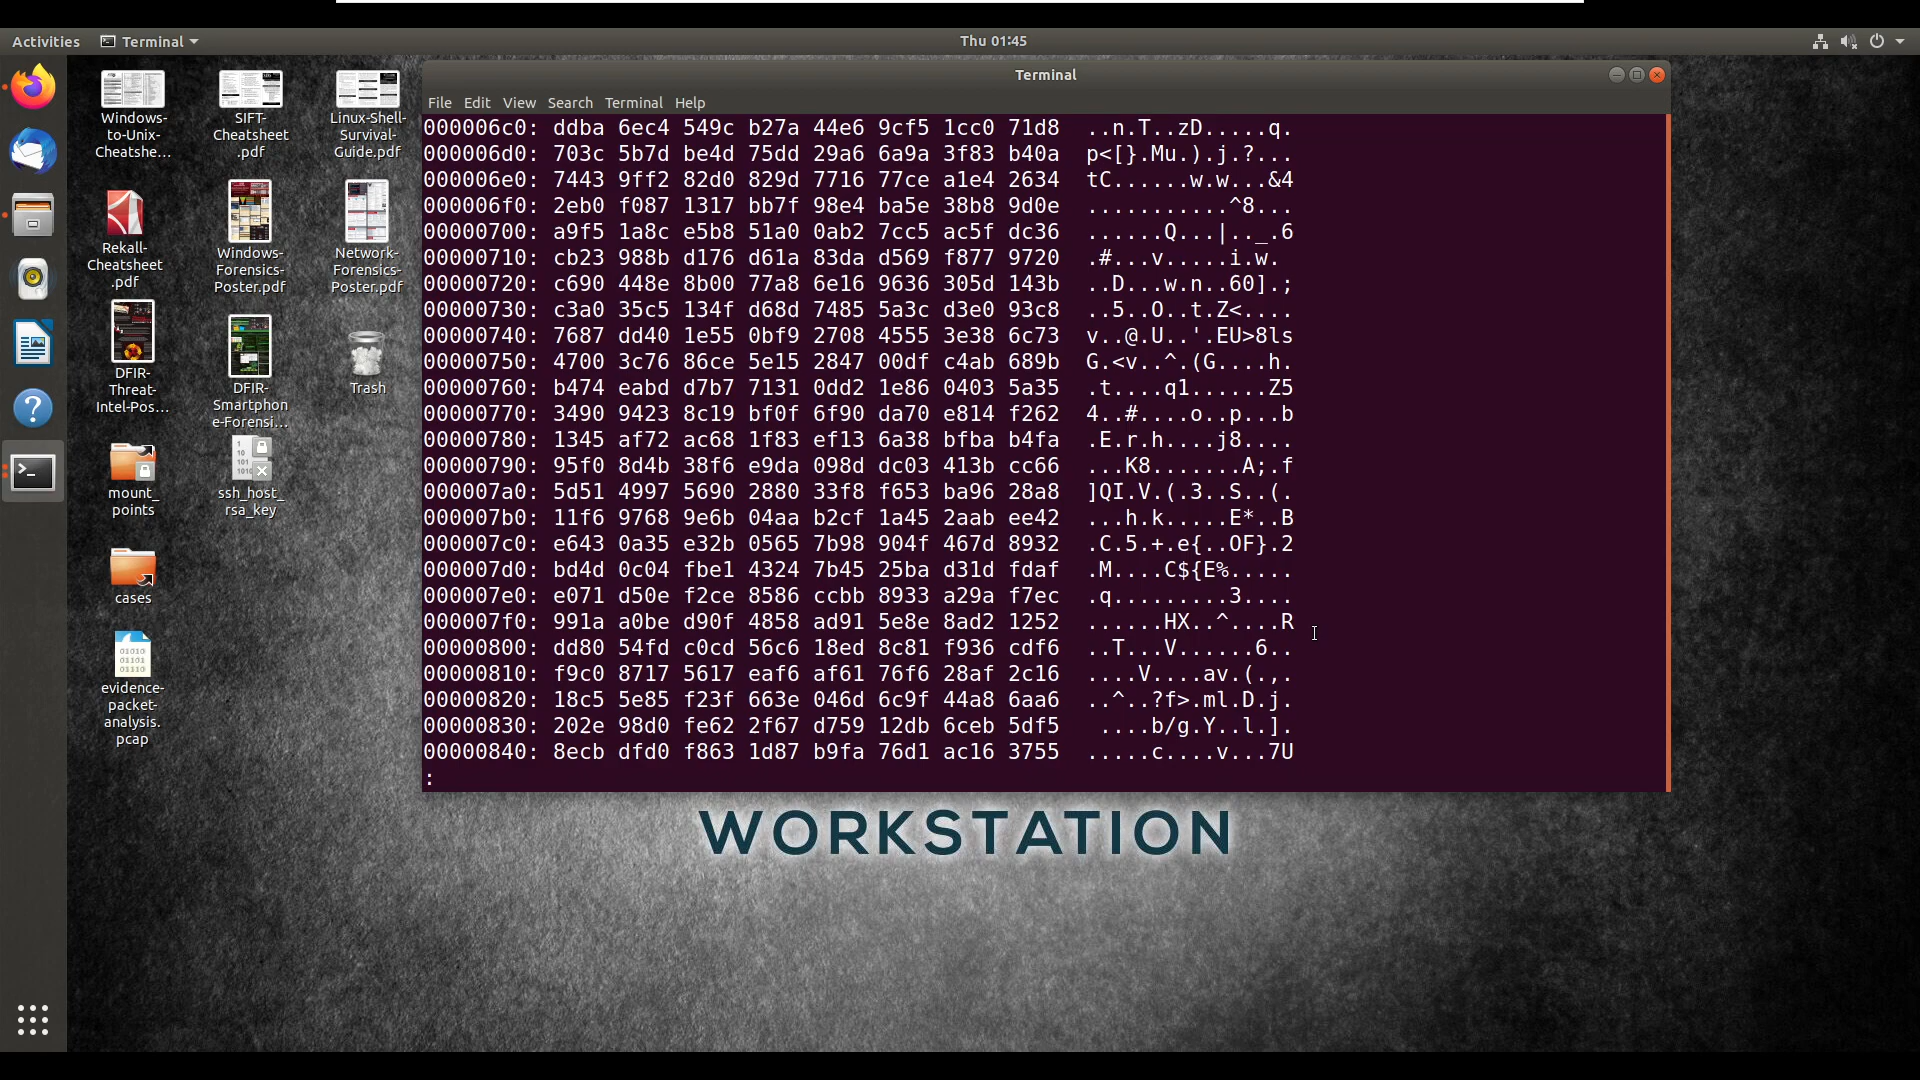 Activities
Terminal
Thu 01:45
Terminal
File Edit View Search Terminal Help
Windows-
to-Unix-
Cheatshe…
SIFT-
Cheatsheet
.pdf
Linux-Shell-
Survival-
Guide.pdf
Rekall-
Cheatsheet
.pdf
Windows-
Forensics-
Poster.pdf
Network-
Forensics-
Poster.pdf
DFIR-
Threat-
Intel-Pos…
DFIR-
Smartphon
e-Forensi…
Trash
mount_
points
ssh_host_
rsa_key
cases
evidence-
packet-
analysis.
pcap
000006c0: ddba 6ec4 549c b27a 44e6 9cf5 1cc0 71d8  ..n.T..zD.....q.
000006d0: 703c 5b7d be4d 75dd 29a6 6a9a 3f83 b40a  p<[}.Mu.).j.?...
000006e0: 7443 9ff2 82d0 829d 7716 77ce a1e4 2634  tC......w.w...&4
000006f0: 2eb0 f087 1317 bb7f 98e4 ba5e 38b8 9d0e  ...........^8...
00000700: a9f5 1a8c e5b8 51a0 0ab2 7cc5 ac5f dc36  ......Q...|.._.6
00000710: cb23 988b d176 d61a 83da d569 f877 9720  .#...v.....i.w.
00000720: c690 448e 8b00 77a8 6e16 9636 305d 143b  ..D...w.n..60].;
00000730: c3a0 35c5 134f d68d 7485 5a3c d3e0 93c8  ..5..O..t.Z<....
00000740: 7687 dd40 1e55 0bf9 2708 4555 3e38 6c73  v..@.U..'.EU>8ls
00000750: 4700 3c76 86ce 5e15 2847 00df c4ab 689b  G.<v..^.(G....h.
00000760: b474 eabd d7b7 7131 0dd2 1e86 0403 5a35  .t....q1......Z5
00000770: 3490 9423 8c19 bf0f 6f90 da70 e814 f262  4..#....o..p...b
00000780: 1345 af72 ac68 1f83 ef13 6a38 bfba b4fa  .E.r.h....j8....
00000790: 95f0 8d4b 38f6 e9da 098d dc03 413b cc66  ...K8.......A;.f
000007a0: 5d51 4997 5690 2880 33f8 f653 ba96 28a8  ]QI.V.(.3..S..(.
000007b0: 11f6 9768 9e6b 04aa b2cf 1a45 2aab ee42  ...h.k.....E*..B
000007c0: e643 0a35 e32b 0565 7b98 904f 467d 8932  .C.5.+.e{..OF}.2
000007d0: bd4d 0c04 fbe1 4324 7b45 25ba d31d fdaf  .M....C${E%.....
000007e0: e071 d50e f2ce 8586 ccbb 8933 a29a f7ec  .q.........3....
000007f0: 991a a0be d90f 4858 ad91 5e8e 8ad2 1252  ......HX..^....R
00000800: dd80 54fd c0cd 56c6 18ed 8c81 f936 cdf6  ..T...V......6..
00000810: f9c0 8717 5617 eaf6 af61 76f6 28af 2c16  ....V....av.(.,.
00000820: 18c5 5e85 f23f 663e 046d 6c9f 44a8 6aa6  ..^..?f>.ml.D.j.
00000830: 202e 98d0 fe62 2f67 d759 12db 6ceb 5df5   ....b/g.Y..l.].
00000840: 8ecb dfd0 f863 1d87 b9fa 76d1 ac16 3755  .....c....v...7U
:
WORKSTATION